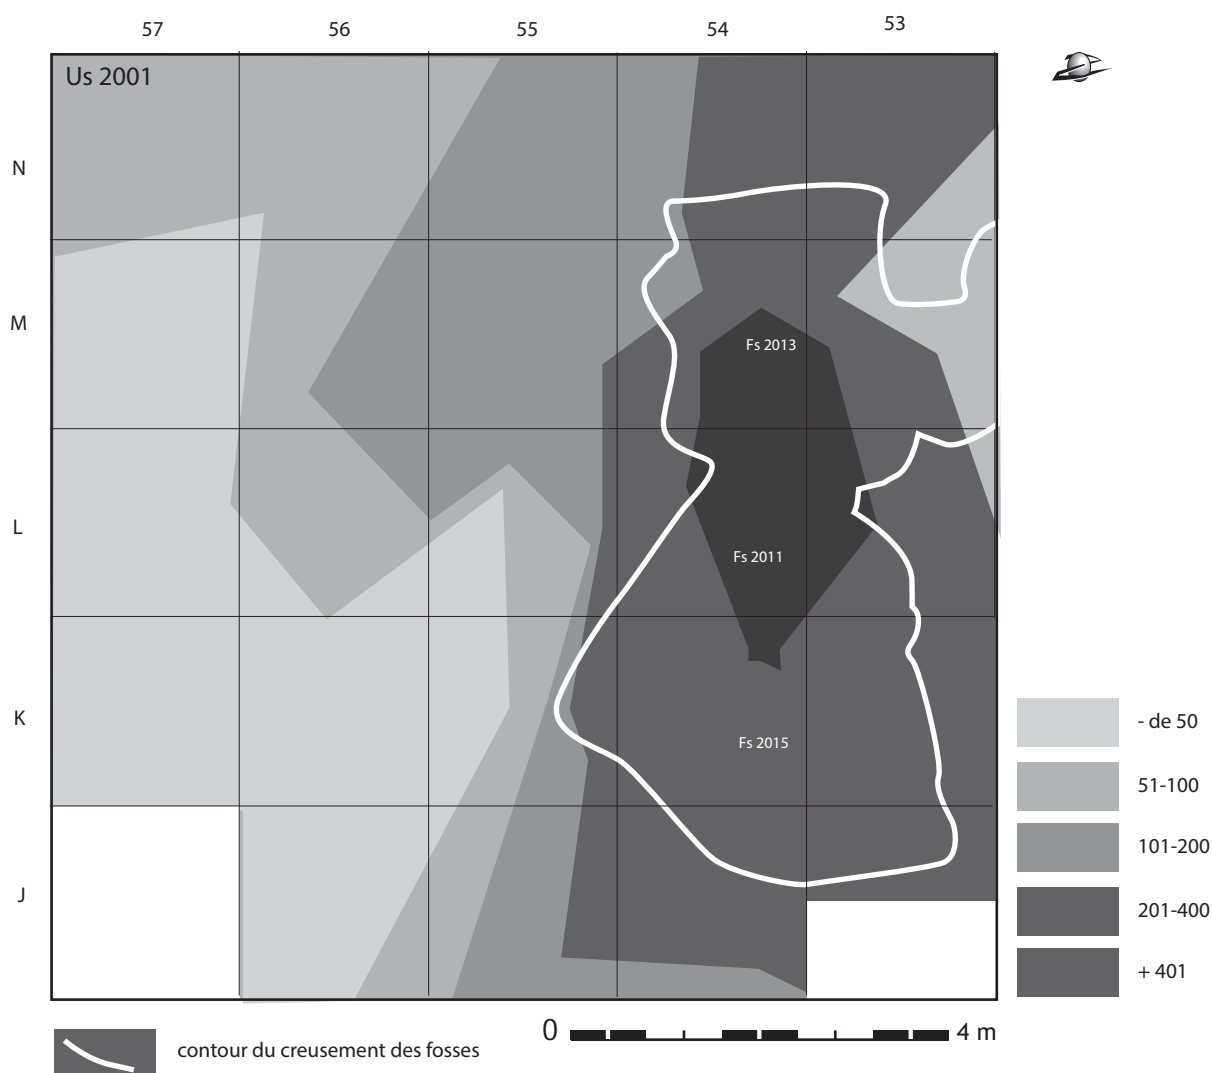 57 56 55 54 53
Us 2001
N
M
Fs 2013
L
Fs 2011
K
Fs 2015
J
- de 50
51-100
101-200
201-400
+ 401
0 4 m
contour du creusement des fosses